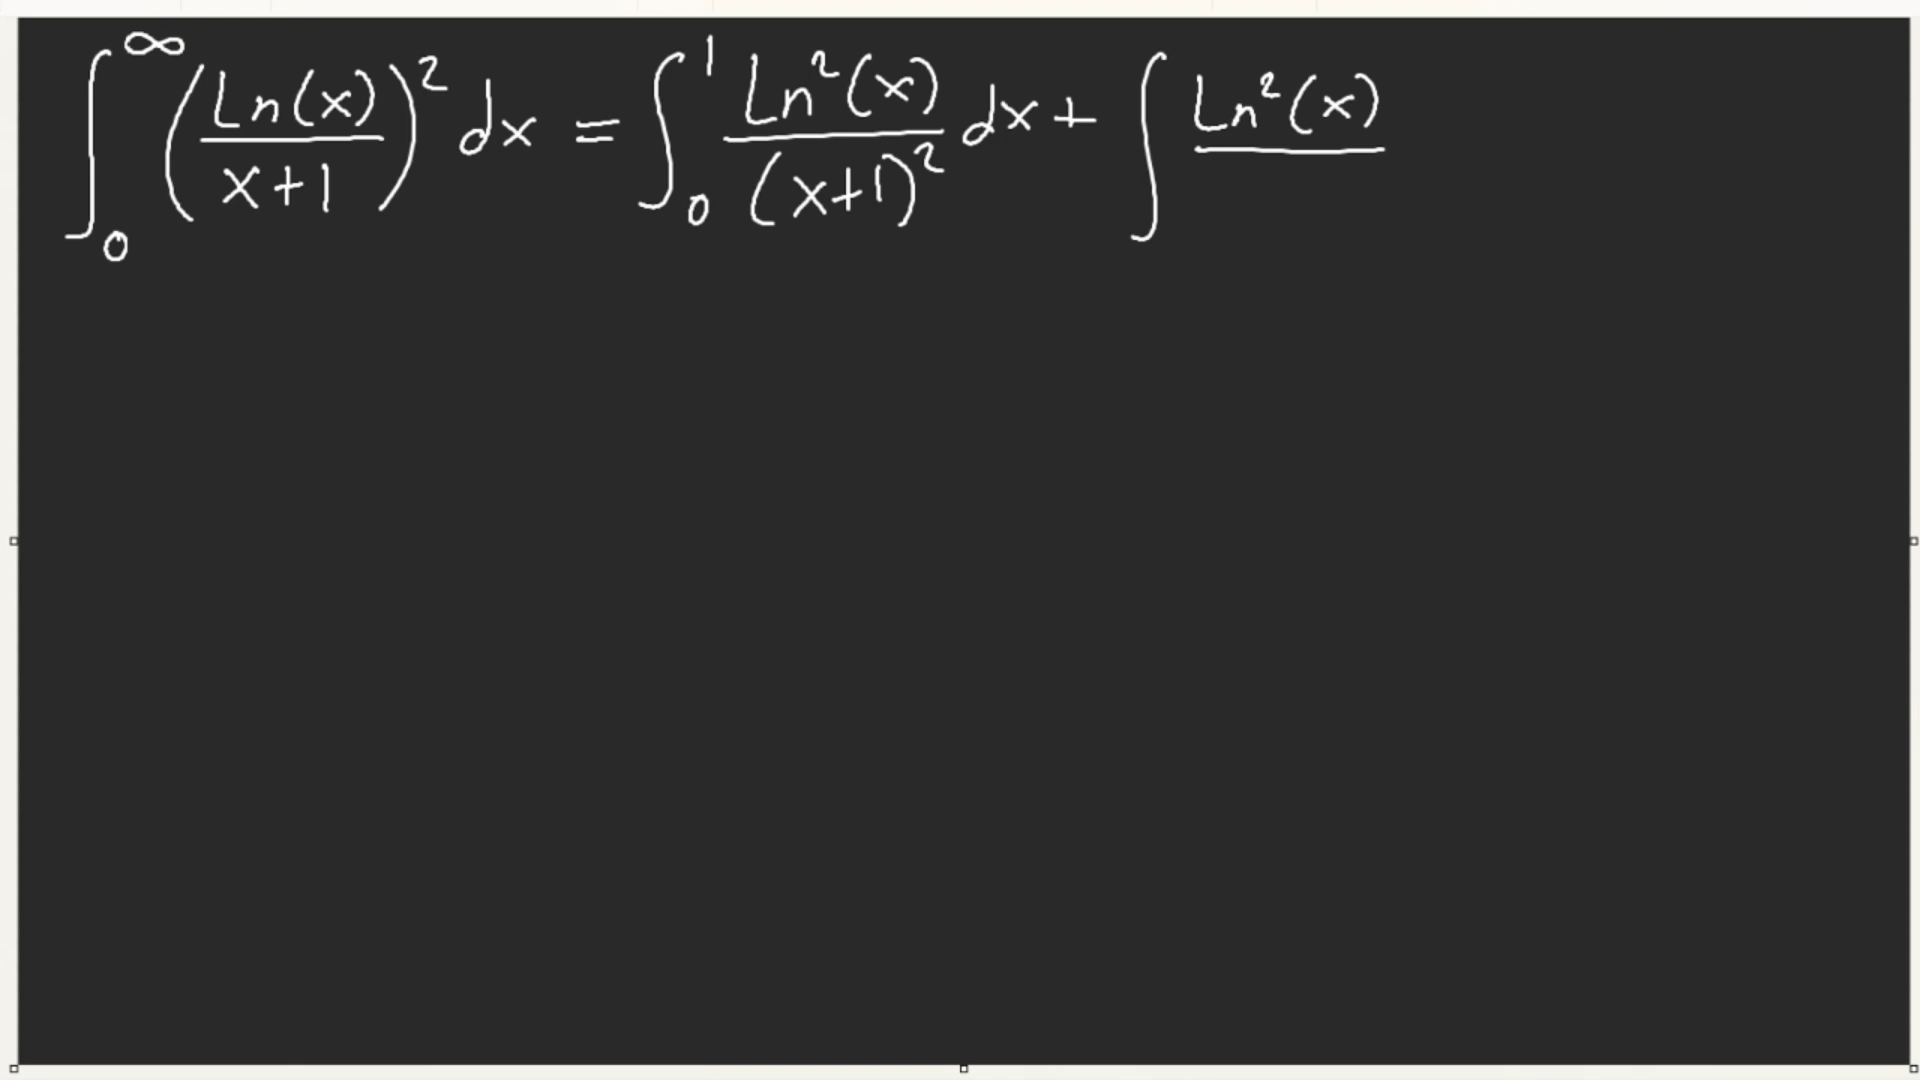 ∫₀^∞ (Ln(x)/(x+1))² dx = ∫₀¹ Ln²(x)/(x+1)² dx + ∫ Ln²(x)